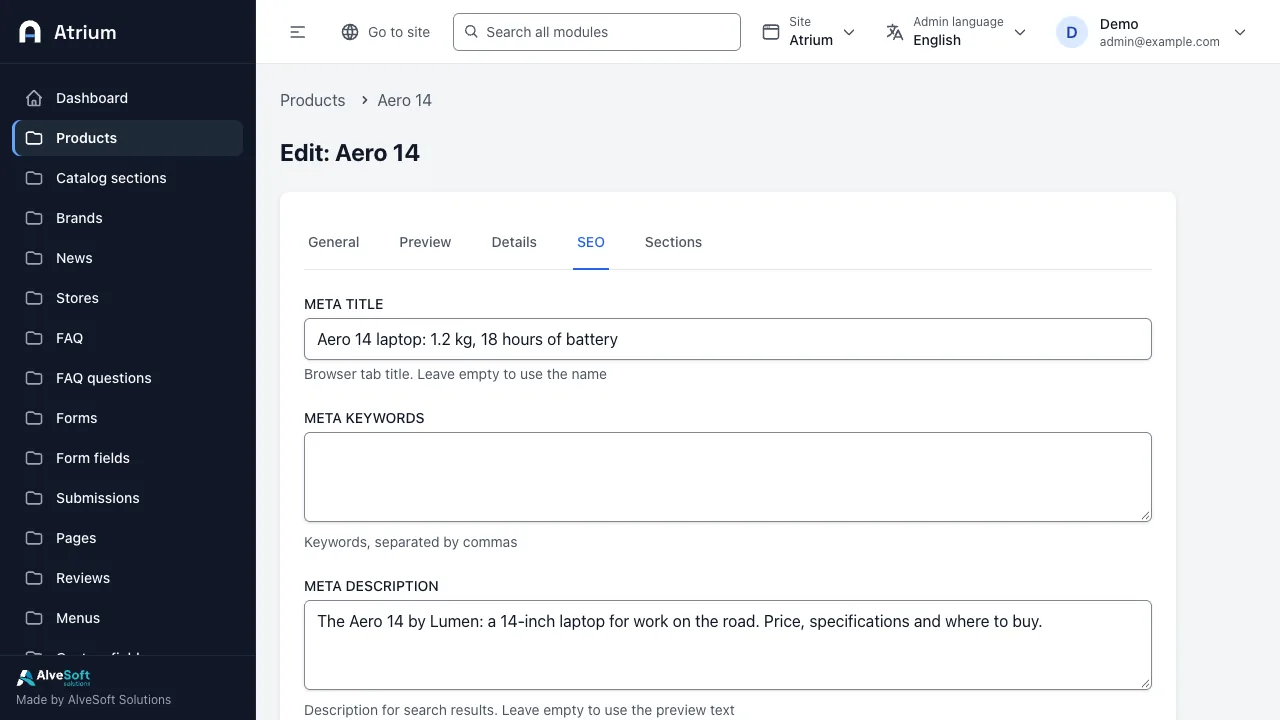 Atrium
Go to site
Search all modules
Site
Atrium
Admin language
English
D
Demo
admin@example.com
Dashboard
Products
Catalog sections
Brands
News
Stores
FAQ
FAQ questions
Forms
Form fields
Submissions
Pages
Reviews
Menus
AlveSoft
solutions
Made by AlveSoft Solutions
Products > Aero 14
Edit: Aero 14
General Preview Details SEO Sections
META TITLE
Aero 14 laptop: 1.2 kg, 18 hours of battery
Browser tab title. Leave empty to use the name
META KEYWORDS
Keywords, separated by commas
META DESCRIPTION
The Aero 14 by Lumen: a 14-inch laptop for work on the road. Price, specifications and where to buy.
Description for search results. Leave empty to use the preview text